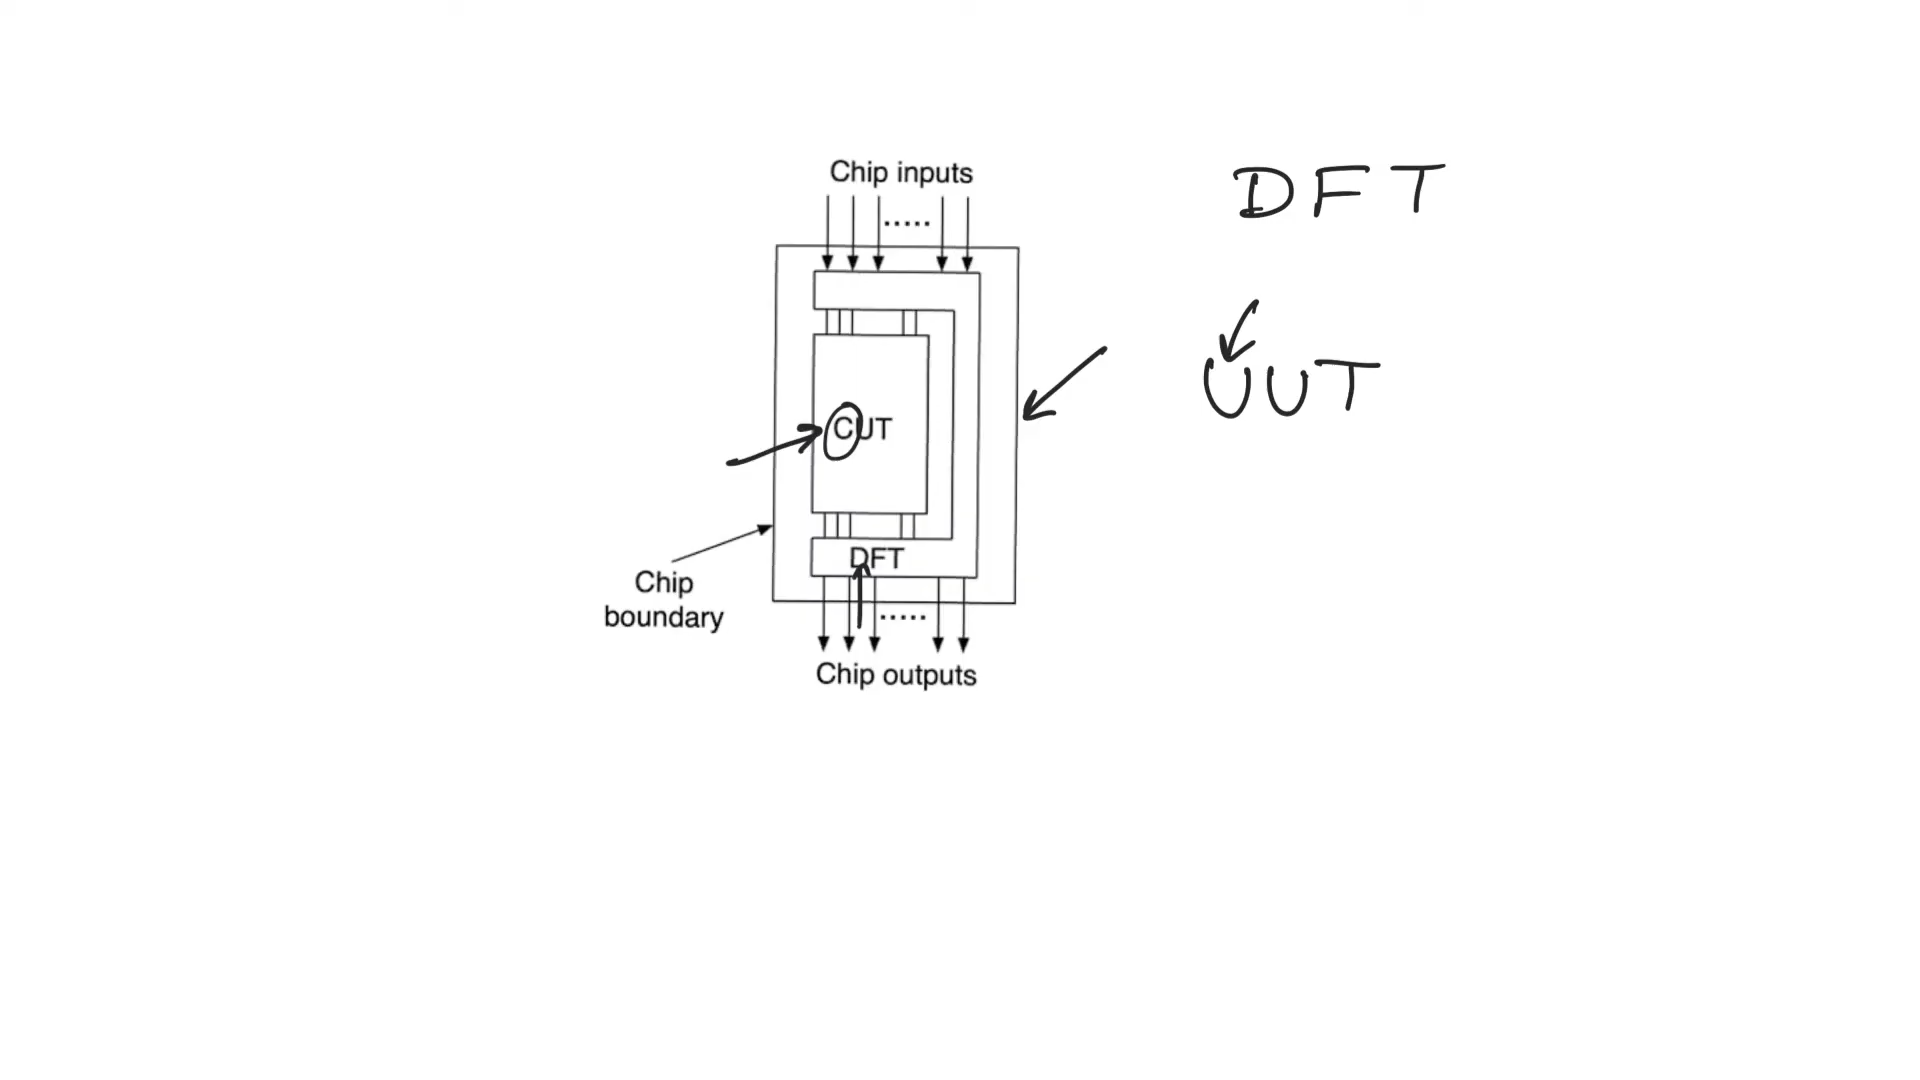 Chip inputs
DFT
UUT
CUT
DFT
Chip
boundary
Chip outputs